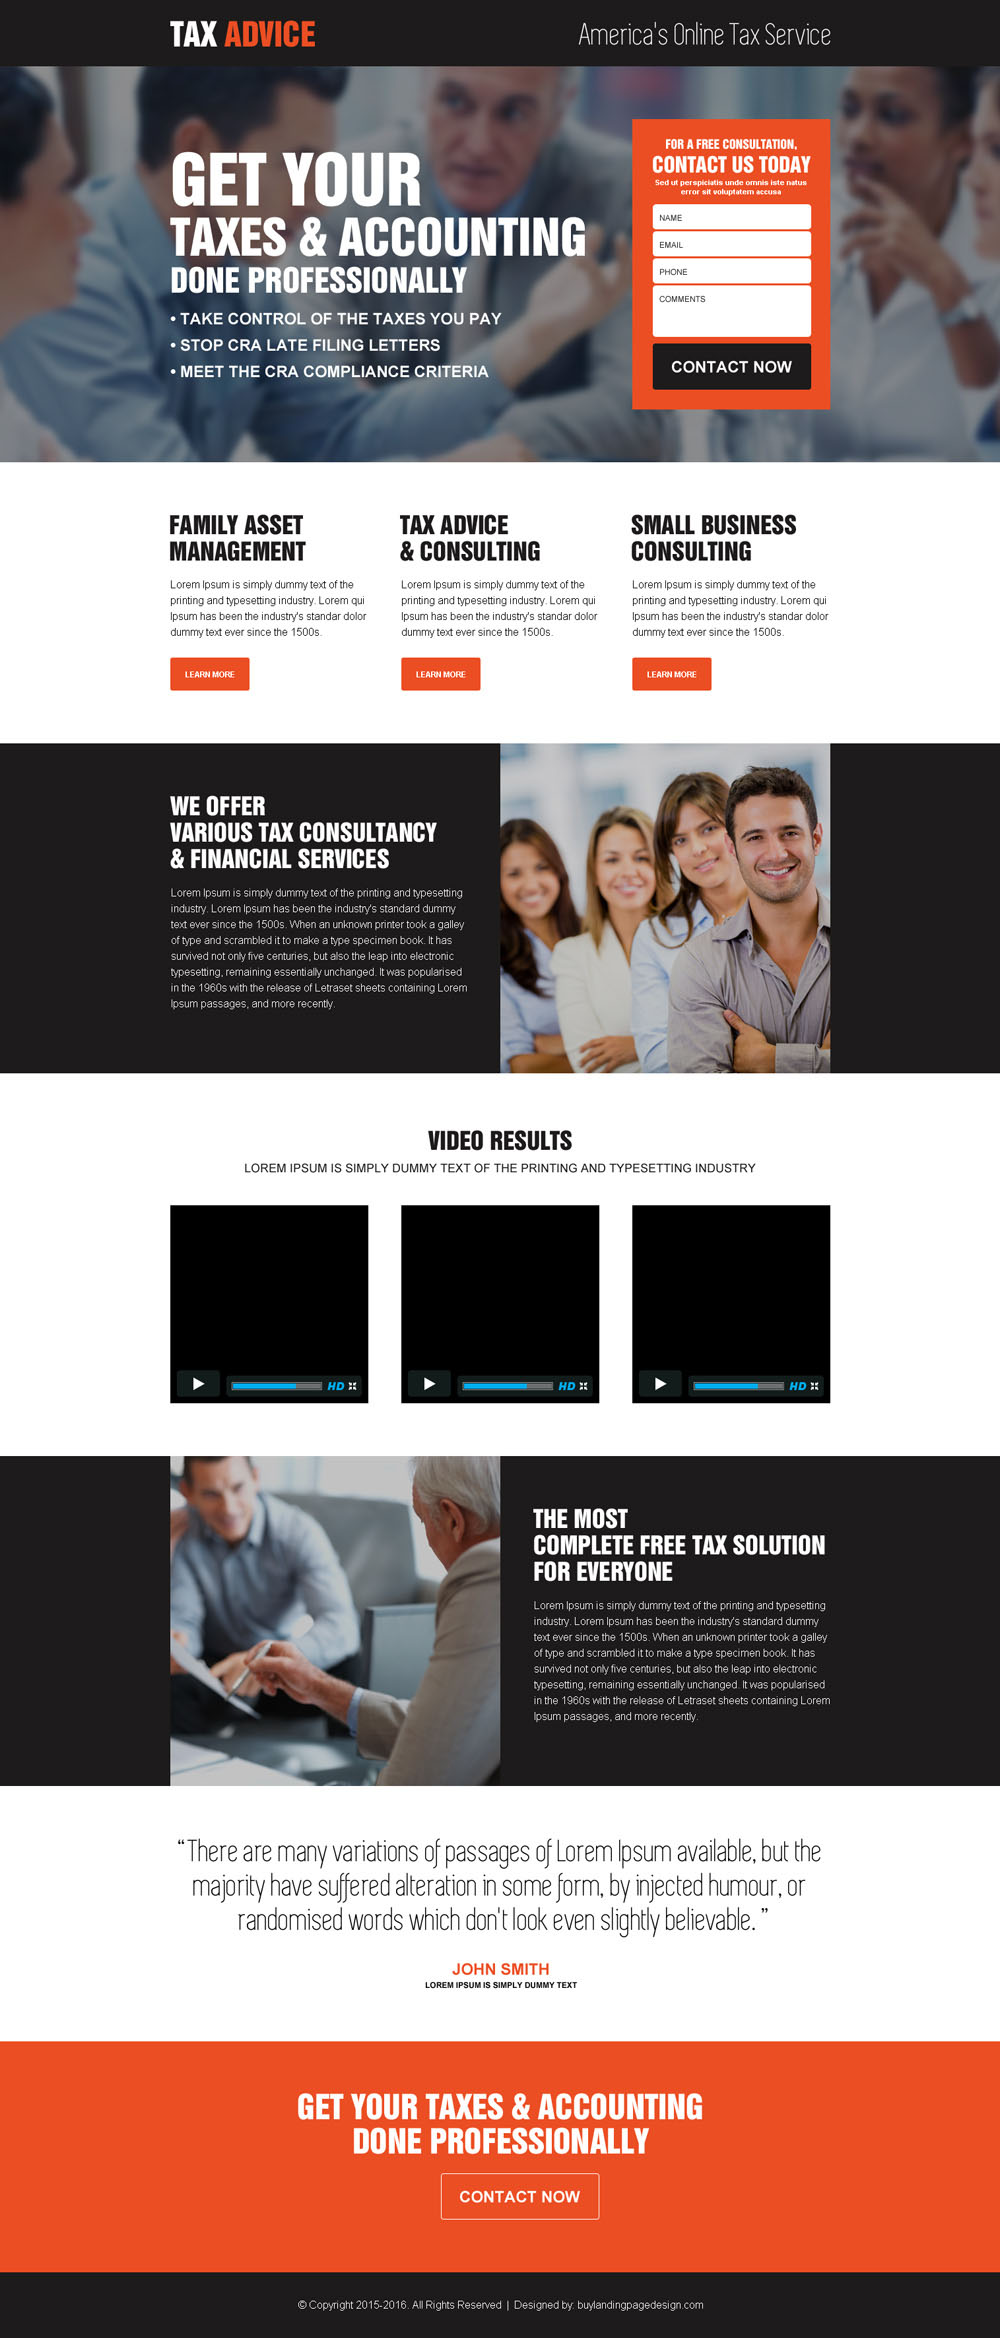 TAX ADVICE
America's Online Tax Service
GET YOUR
TAXES & ACCOUNTING
DONE PROFESSIONALLY
• TAKE CONTROL OF THE TAXES YOU PAY
• STOP CRA LATE FILING LETTERS
• MEET THE CRA COMPLIANCE CRITERIA
FOR A FREE CONSULTATION,
CONTACT US TODAY
Sed ut perspiciatis unde omnis iste natus
error sit voluptatem accusa
NAME
EMAIL
PHONE
COMMENTS
CONTACT NOW
FAMILY ASSET
MANAGEMENT
Lorem Ipsum is simply dummy text of the
printing and typesetting industry. Lorem qui
Ipsum has been the industry's standar dolor
dummy text ever since the 1500s.
LEARN MORE
TAX ADVICE
& CONSULTING
Lorem Ipsum is simply dummy text of the
printing and typesetting industry. Lorem qui
Ipsum has been the industry's standar dolor
dummy text ever since the 1500s.
LEARN MORE
SMALL BUSINESS
CONSULTING
Lorem Ipsum is simply dummy text of the
printing and typesetting industry. Lorem qui
Ipsum has been the industry's standar dolor
dummy text ever since the 1500s.
LEARN MORE
WE OFFER
VARIOUS TAX CONSULTANCY
& FINANCIAL SERVICES
Lorem Ipsum is simply dummy text of the printing and typesetting
industry. Lorem Ipsum has been the industry's standard dummy
text ever since the 1500s. When an unknown printer took a galley
of type and scrambled it to make a type specimen book. It has
survived not only five centuries, but also the leap into electronic
typesetting, remaining essentially unchanged. It was popularised
in the 1960s with the release of Letraset sheets containing Lorem
Ipsum passages, and more recently.
VIDEO RESULTS
LOREM IPSUM IS SIMPLY DUMMY TEXT OF THE PRINTING AND TYPESETTING INDUSTRY
HD
HD
HD
THE MOST
COMPLETE FREE TAX SOLUTION
FOR EVERYONE
Lorem Ipsum is simply dummy text of the printing and typesetting
industry. Lorem Ipsum has been the industry's standard dummy
text ever since the 1500s. When an unknown printer took a galley
of type and scrambled it to make a type specimen book. It has
survived not only five centuries, but also the leap into electronic
typesetting, remaining essentially unchanged. It was popularised
in the 1960s with the release of Letraset sheets containing Lorem
Ipsum passages, and more recently.
“There are many variations of passages of Lorem Ipsum available, but the
majority have suffered alteration in some form, by injected humour, or
randomised words which don't look even slightly believable. ”
JOHN SMITH
LOREM IPSUM IS SIMPLY DUMMY TEXT
GET YOUR TAXES & ACCOUNTING
DONE PROFESSIONALLY
CONTACT NOW
© Copyright 2015-2016. All Rights Reserved | Designed by: buylandingpagedesign.com